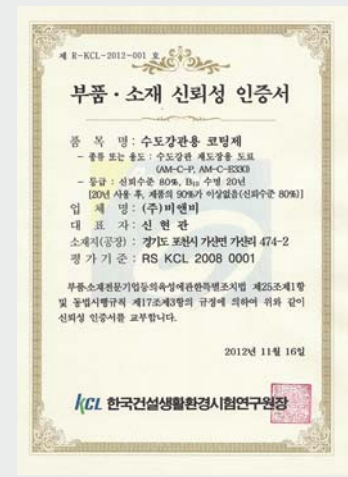 제 R-KCL-2012-001 호
부품·소재 신뢰성 인증서
품 목 명 : 수도강관용 코팅제
- 종류 또는 용도 : 수도강관 재도장용 도료
(AM-C-P, AM-C-E330)
- 등급 : 신뢰수준 80%, B₁₀ 수명 20년
[20년 사용 후, 제품의 90%가 이상없음(신뢰수준 80%)]
업 체 명 : (주)비앤비
대 표 자 : 신 현 관
소재지(공장) : 경기도 포천시 가산면 가산리 474-2
평 가 기 준 : RS KCL 2008 0001
부품·소재전문기업등의육성에관한특별조치법 제25조제1항
및 동법시행규칙 제17조제3항의 규정에 의하여 위와 같이
신뢰성 인증서를 교부합니다.
2012년 11월 16일
KCL 한국건설생활환경시험연구원장